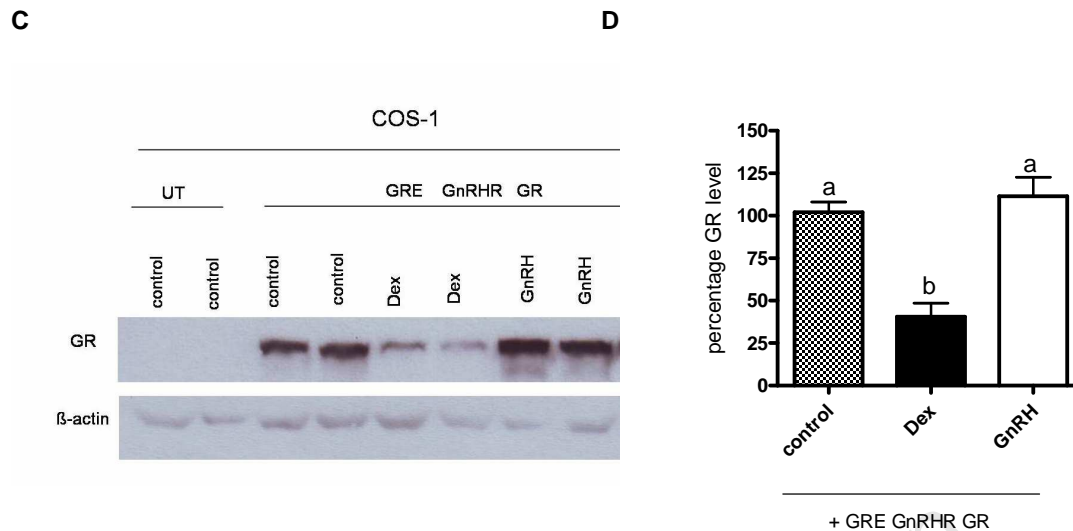 C
D
COS-1
UT
GRE GnRHR GR
control
control
control
control
Dex
Dex
GnRH
GnRH
GR
ß-actin
percentage GR level
150
125
100
75
50
25
0
a
b
a
control
Dex
GnRH
+ GRE GnRHR GR